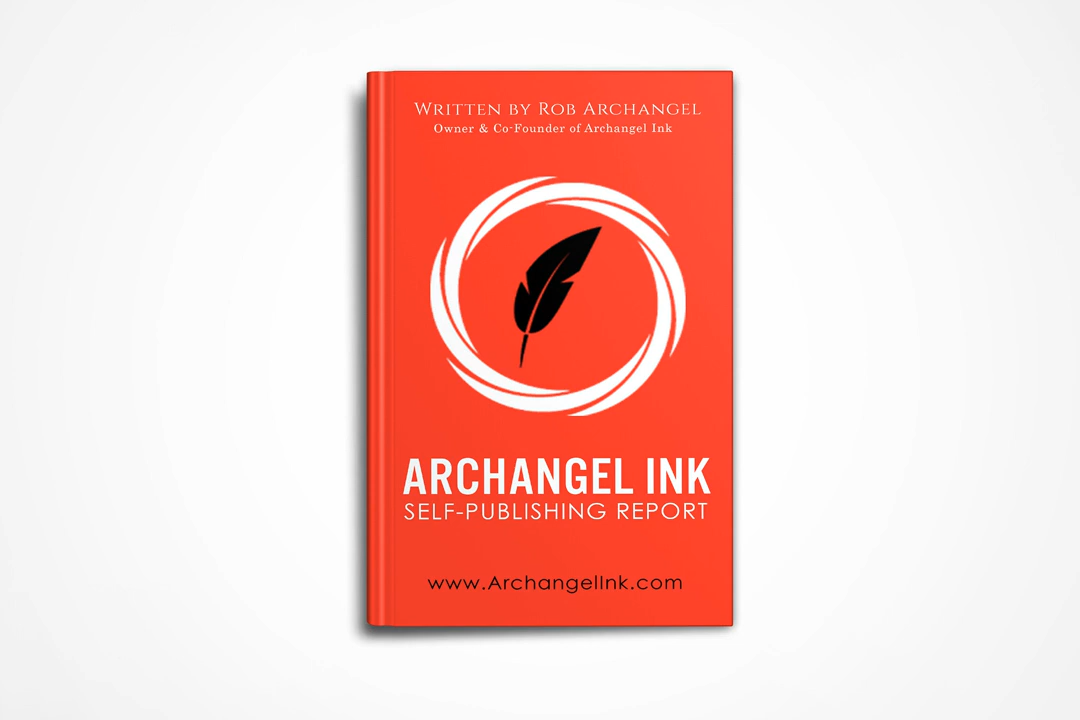 Written by Rob Archangel
Owner & Co-Founder of Archangel Ink
ARCHANGEL INK
SELF-PUBLISHING REPORT
www.ArchangelInk.com